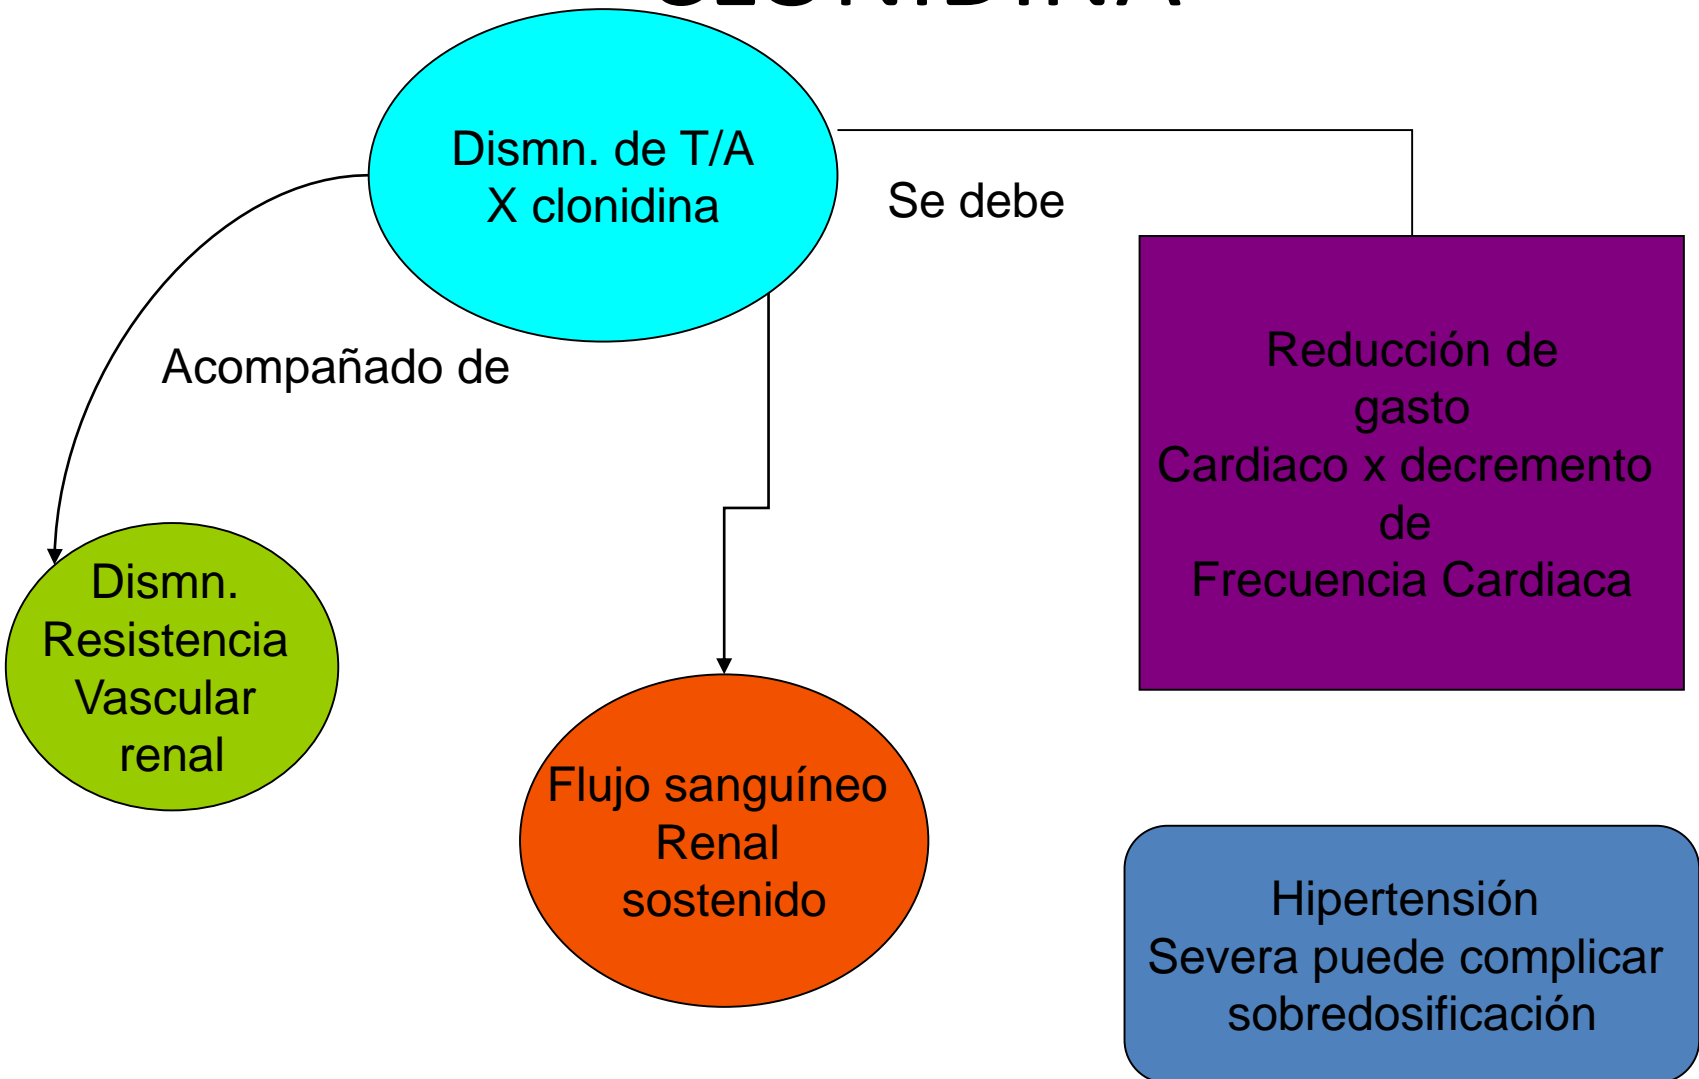 CLONIDINA
Dismn. de T/A
X clonidina
Se debe
Acompañado de
Reducción de
gasto
Cardiaco x decremento
de
Frecuencia Cardiaca
Dismn.
Resistencia
Vascular
renal
Flujo sanguíneo
Renal
sostenido
Hipertensión
Severa puede complicar
sobredosificación